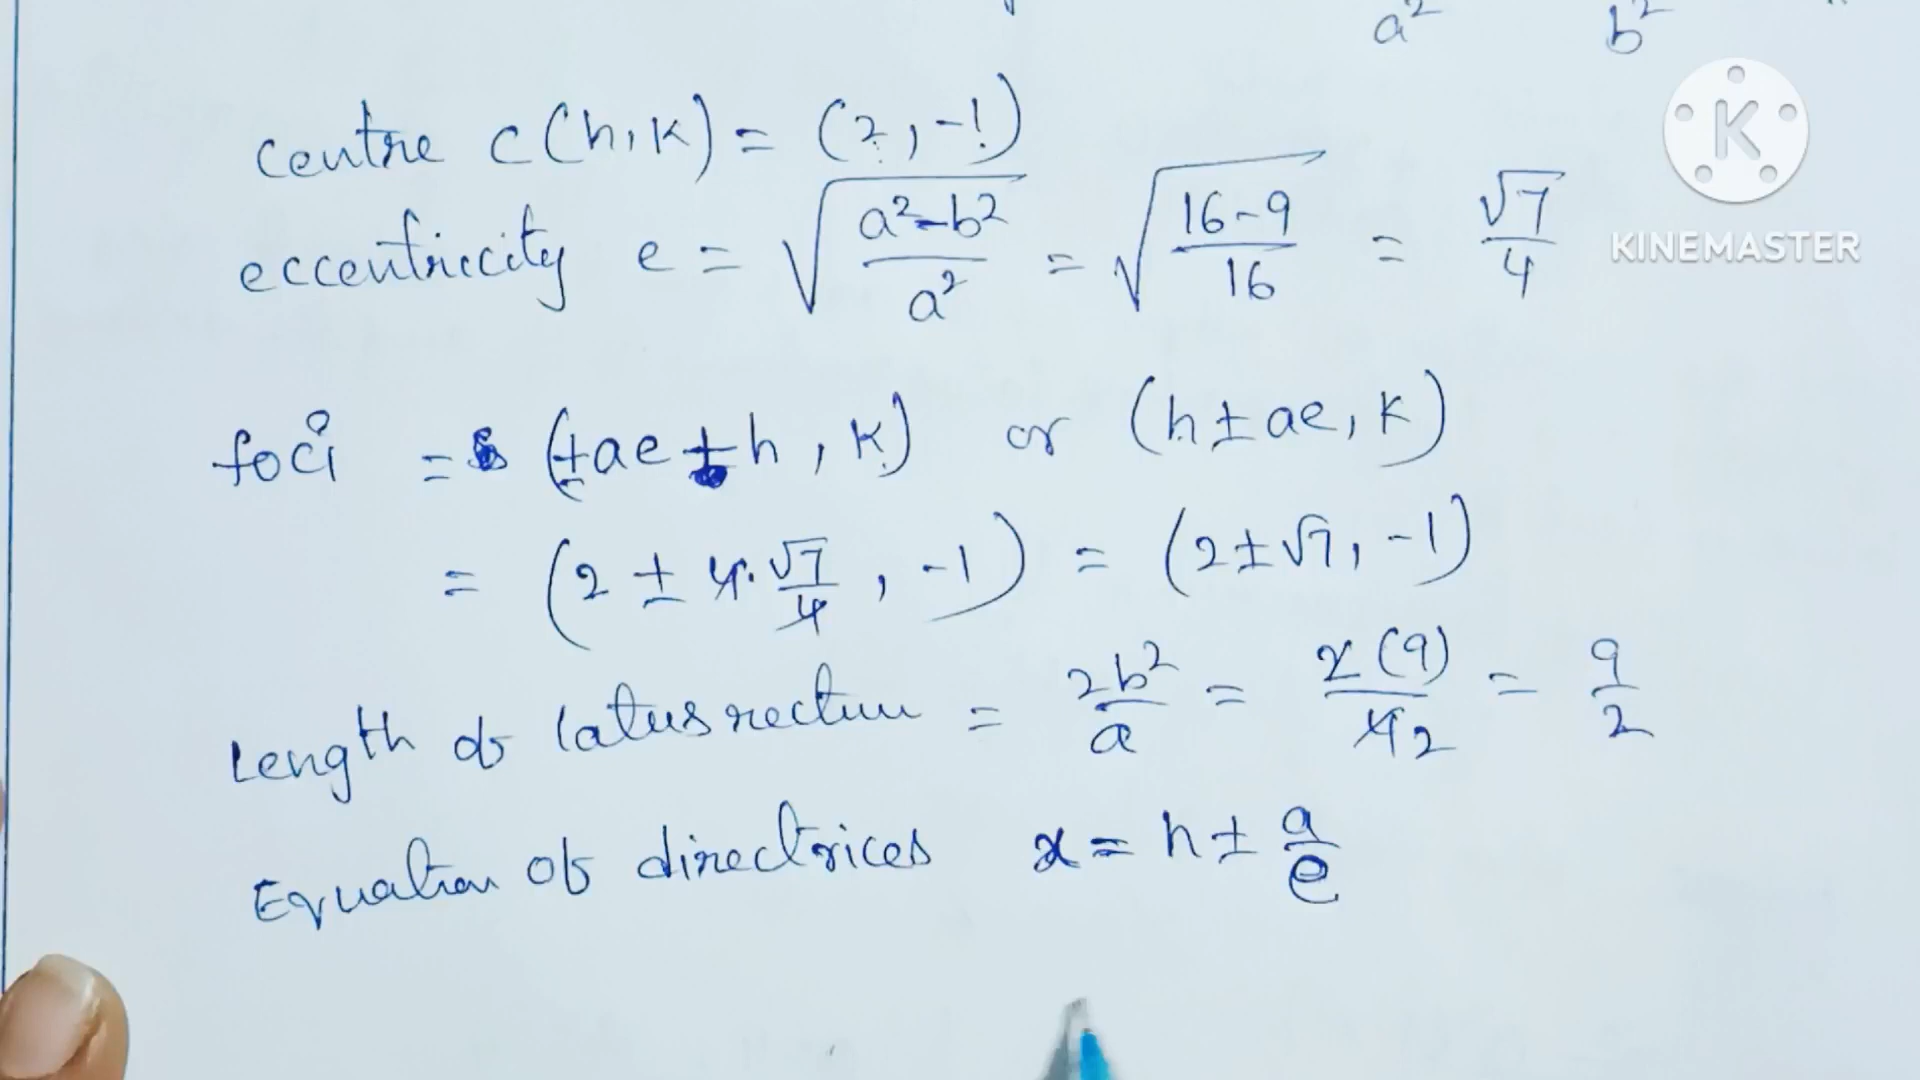 a² b²
centre C(h,k) = (2, -1)
eccentricity e = √(a²-b²/a²) = √(16-9/16) = √7/4
foci = (±ae+h, k) or (h±ae, k)
= (2 ± 4.√7/4, -1) = (2±√7, -1)
Length of latusrectum = 2b²/a = 2(9)/4 2 = 9/2
Equation of directrices x = h ± a/e
K
KINEMASTER